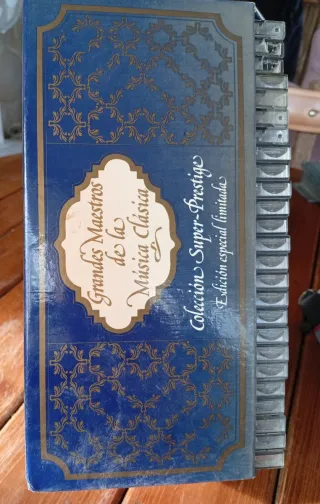 Grandes Maestros
de la
Música Clásica
Colección Super-Prestige
Edición especial limitada